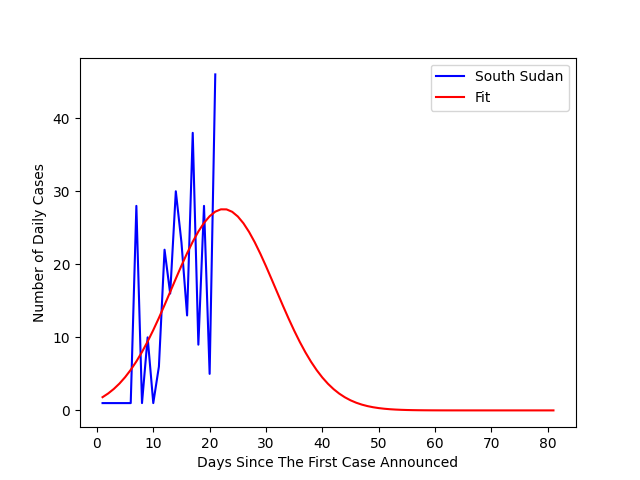 South Sudan
Fit
Number of Daily Cases
40
30
20
10
0
0 10 20 30 40 50 60 70 80
Days Since The First Case Announced